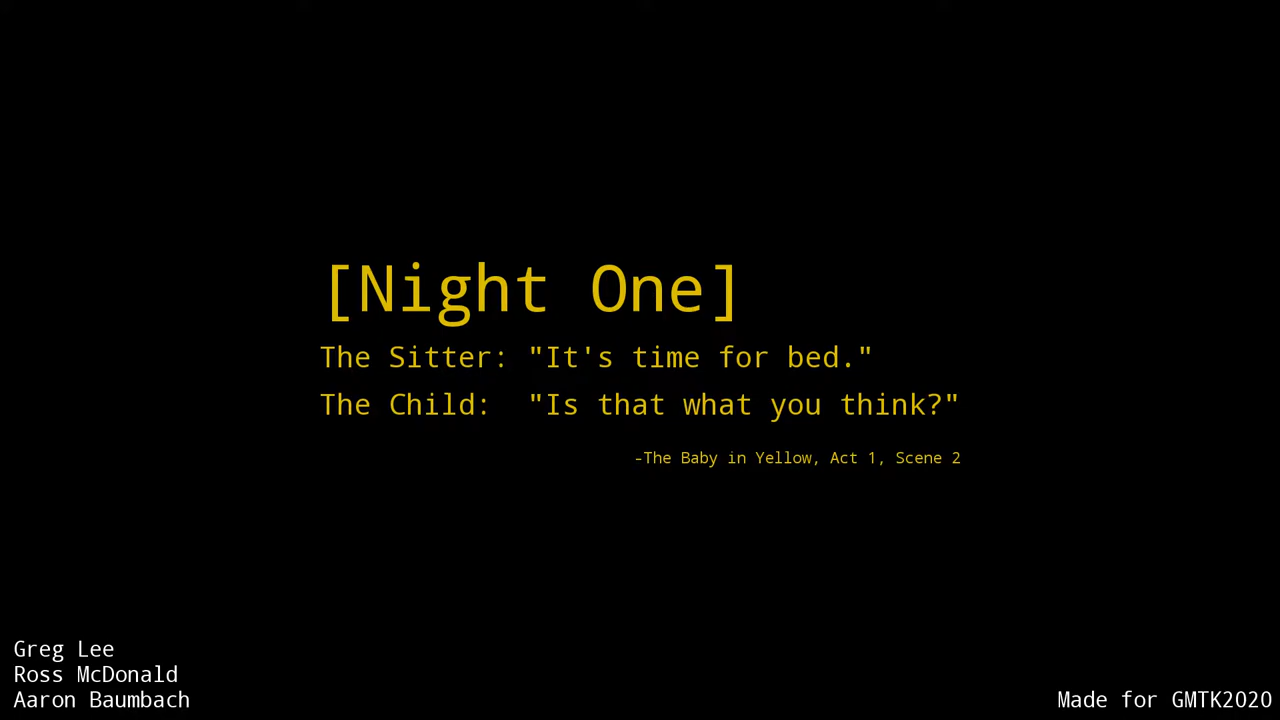 [Night One]
The Sitter: "It's time for bed."
The Child:  "Is that what you think?"
-The Baby in Yellow, Act 1, Scene 2
Greg Lee
Ross McDonald
Aaron Baumbach
Made for GMTK2020